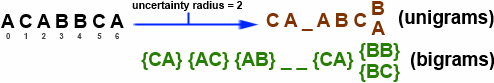 uncertainty radius = 2
A C A B B C A
0 1 2 3 4 5 6
C A _ A B C B A (unigrams)
{CA} {AC} {AB} _ _ {CA} {BB} {BC} (bigrams)